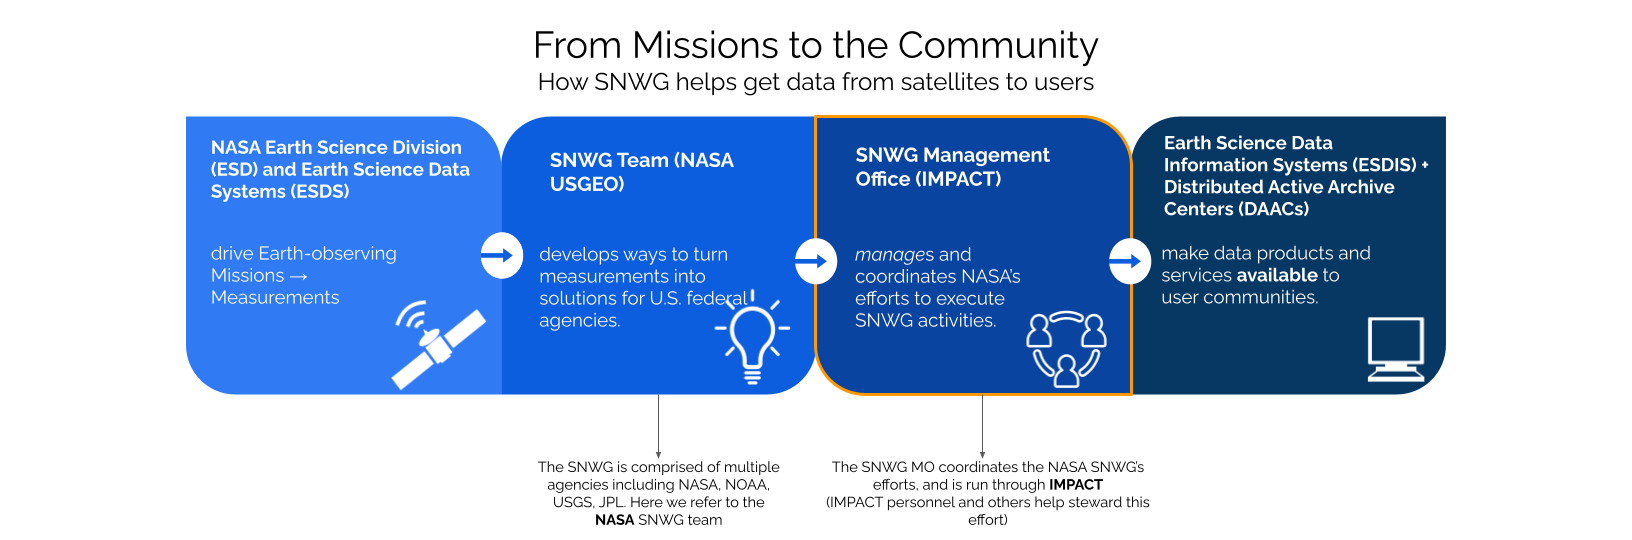 From Missions to the Community
How SNWG helps get data from satellites to users
NASA Earth Science Division
(ESD) and Earth Science Data
Systems (ESDS)
drive Earth-observing
Missions →
Measurements
SNWG Team (NASA
USGEO)
develops ways to turn
measurements into
solutions for U.S. federal
agencies.
SNWG Management
Office (IMPACT)
manages and
coordinates NASA's
efforts to execute
SNWG activities.
Earth Science Data
Information Systems (ESDIS) +
Distributed Active Archive
Centers (DAACs)
make data products and
services available to
user communities.
The SNWG is comprised of multiple
agencies including NASA, NOAA,
USGS, JPL. Here we refer to the
NASA SNWG team
The SNWG MO coordinates the NASA SNWG's
efforts, and is run through IMPACT
(IMPACT personnel and others help steward this
effort)